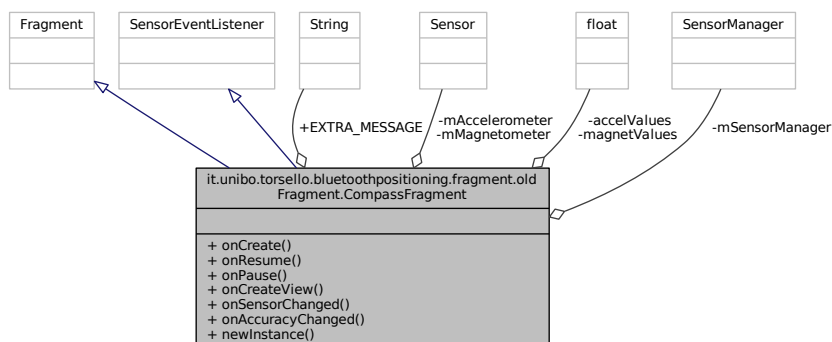 Fragment
SensorEventListener
String
Sensor
float
SensorManager
+EXTRA_MESSAGE
-mAccelerometer
-mMagnetometer
-accelValues
-magnetValues
-mSensorManager
it.unibo.torsello.bluetoothpositioning.fragment.old
Fragment.CompassFragment
+ onCreate()
+ onResume()
+ onPause()
+ onCreateView()
+ onSensorChanged()
+ onAccuracyChanged()
+ newInstance()